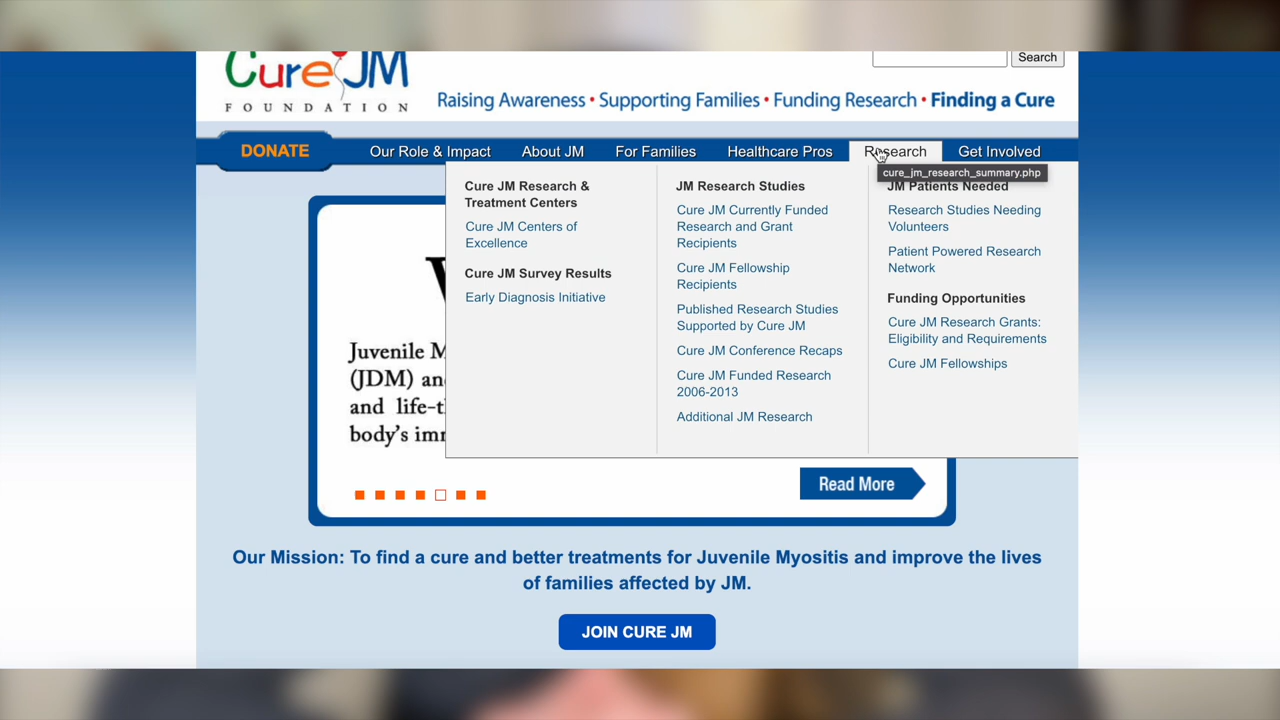 Cure JM
FOUNDATION
Search
Raising Awareness • Supporting Families • Funding Research • Finding a Cure
DONATE
Our Role & Impact
About JM
For Families
Healthcare Pros
Research
Get Involved
cure_jm_research_summary.php
Cure JM Research &
Treatment Centers
Cure JM Centers of
Excellence
Cure JM Survey Results
Early Diagnosis Initiative
JM Research Studies
Cure JM Currently Funded
Research and Grant
Recipients
Cure JM Fellowship
Recipients
Published Research Studies
Supported by Cure JM
Cure JM Conference Recaps
Cure JM Funded Research
2006-2013
Additional JM Research
JM Patients Needed
Research Studies Needing
Volunteers
Patient Powered Research
Network
Funding Opportunities
Cure JM Research Grants:
Eligibility and Requirements
Cure JM Fellowships
Juvenile M
(JDM) an
and life-t
body's imm
Read More
Our Mission: To find a cure and better treatments for Juvenile Myositis and improve the lives
of families affected by JM.
JOIN CURE JM